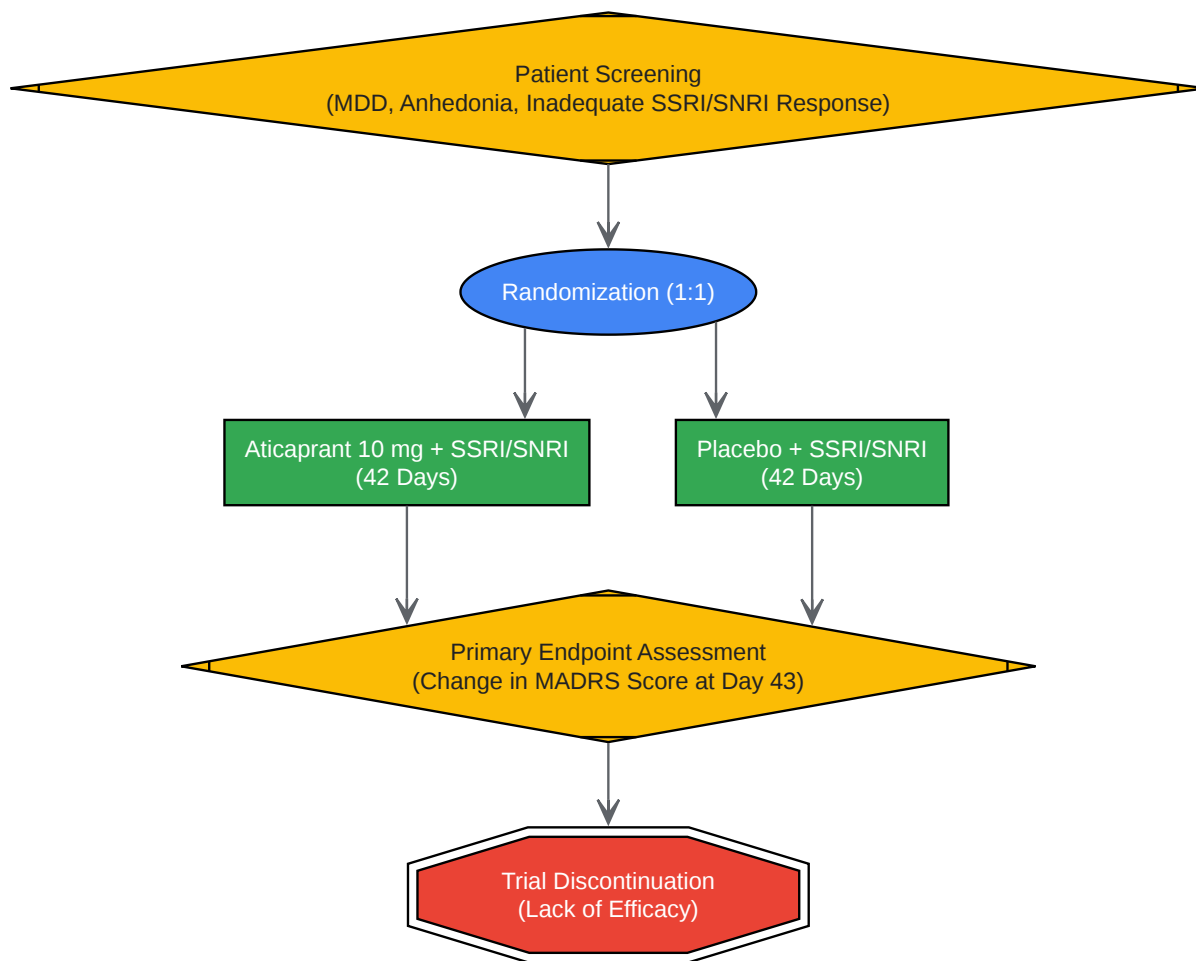 Patient Screening
(MDD, Anhedonia, Inadequate SSRI/SNRI Response)
Randomization (1:1)
Aticaprant 10 mg + SSRI/SNRI
(42 Days)
Placebo + SSRI/SNRI
(42 Days)
Primary Endpoint Assessment
(Change in MADRS Score at Day 43)
Trial Discontinuation
(Lack of Efficacy)